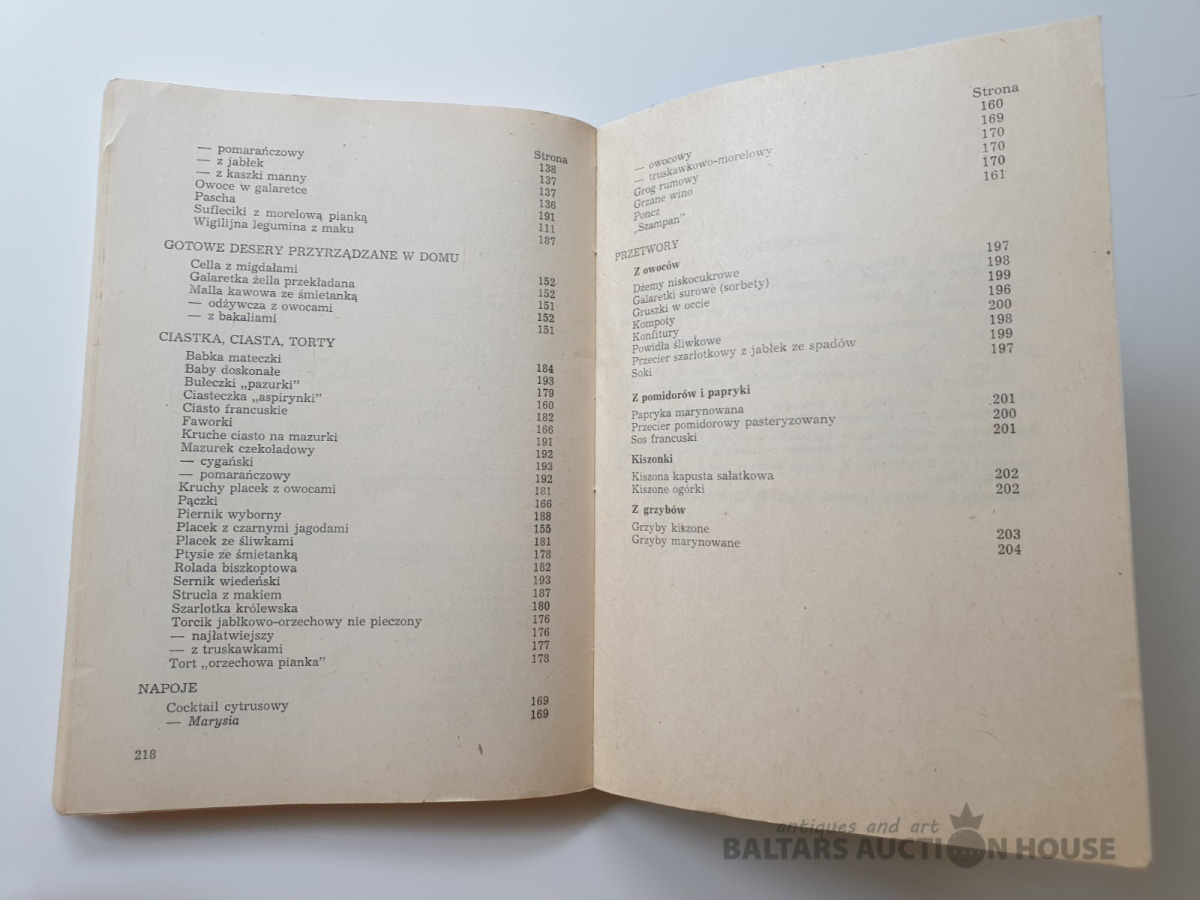 Strona
— pomarańczowy 138
— z jabłek 137
— z kaszki manny 137
Owoce w galaretce 136
Pascha 191
Sufleciki z morelową pianką 111
Wigilijna legumina z maku 187
GOTOWE DESERY PRZYRZĄDZANE W DOMU
Cella z migdałami 152
Galaretka żella przekładana 152
Malla kawowa ze śmietanką 151
— odżywcza z owocami 152
— z bakaliami 151
CIASTKA, CIASTA, TORTY
Babka mateczki 184
Baby doskonałe 193
Bułeczki „pazurki" 179
Ciasteczka „aspirynki" 160
Ciasto francuskie 182
Faworki 166
Kruche ciasto na mazurki 191
Mazurek czekoladowy 192
— cygański 193
— pomarańczowy 192
Kruchy placek z owocami 181
Pączki 166
Piernik wyborny 188
Placek z czarnymi jagodami 155
Placek ze śliwkami 181
Ptysie ze śmietanką 178
Rolada biszkoptowa 182
Sernik wiedeński 193
Strucla z makiem 187
Szarlotka królewska 180
Torcik jabłkowo-orzechowy nie pieczony 176
— najłatwiejszy 176
— z truskawkami 177
Tort „orzechowa pianka" 178
NAPOJE
Cocktail cytrusowy 169
— Marysia 169
218
Strona
— owocowy 160
— truskawkowo-morelowy 169
Grog rumowy 170
Grzane wino 170
Poncz 170
„Szampan" 161
PRZETWORY
Z owoców
Dżemy niskocukrowe 197
Galaretki surowe (sorbety) 198
Gruszki w occie 199
Kompoty 196
Konfitury 200
Powidła śliwkowe 198
Przecier szarlotkowy z jabłek ze spadów 199
Soki 197
Z pomidorów i papryki
Papryka marynowana 201
Przecier pomidorowy pasteryzowany 200
Sos francuski 201
Kiszonki
Kiszona kapusta sałatkowa 202
Kiszone ogórki 202
Z grzybów
Grzyby kiszone 203
Grzyby marynowane 204
antiques and art
BALTARS AUCTION HOUSE